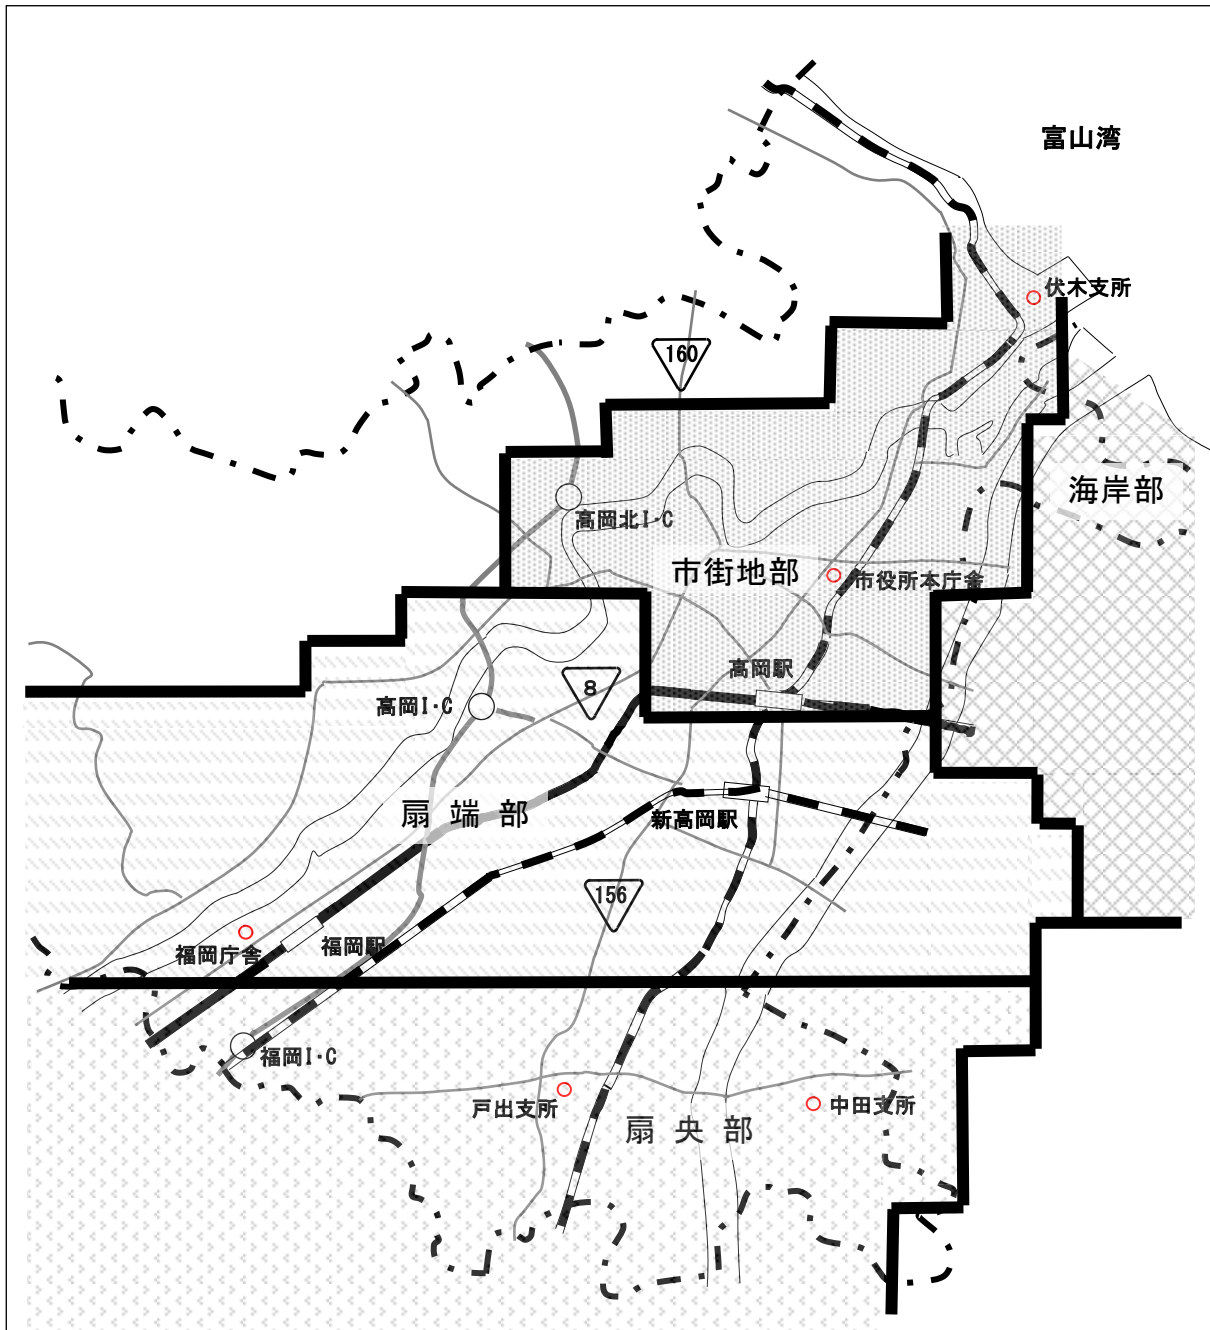 富山湾
伏木支所
160
海岸部
高岡北I・C
市街地部
市役所本庁舎
高岡駅
8
高岡I・C
扇端部
新高岡駅
156
福岡駅
福岡庁舎
福岡I・C
戸出支所
中田支所
扇央部